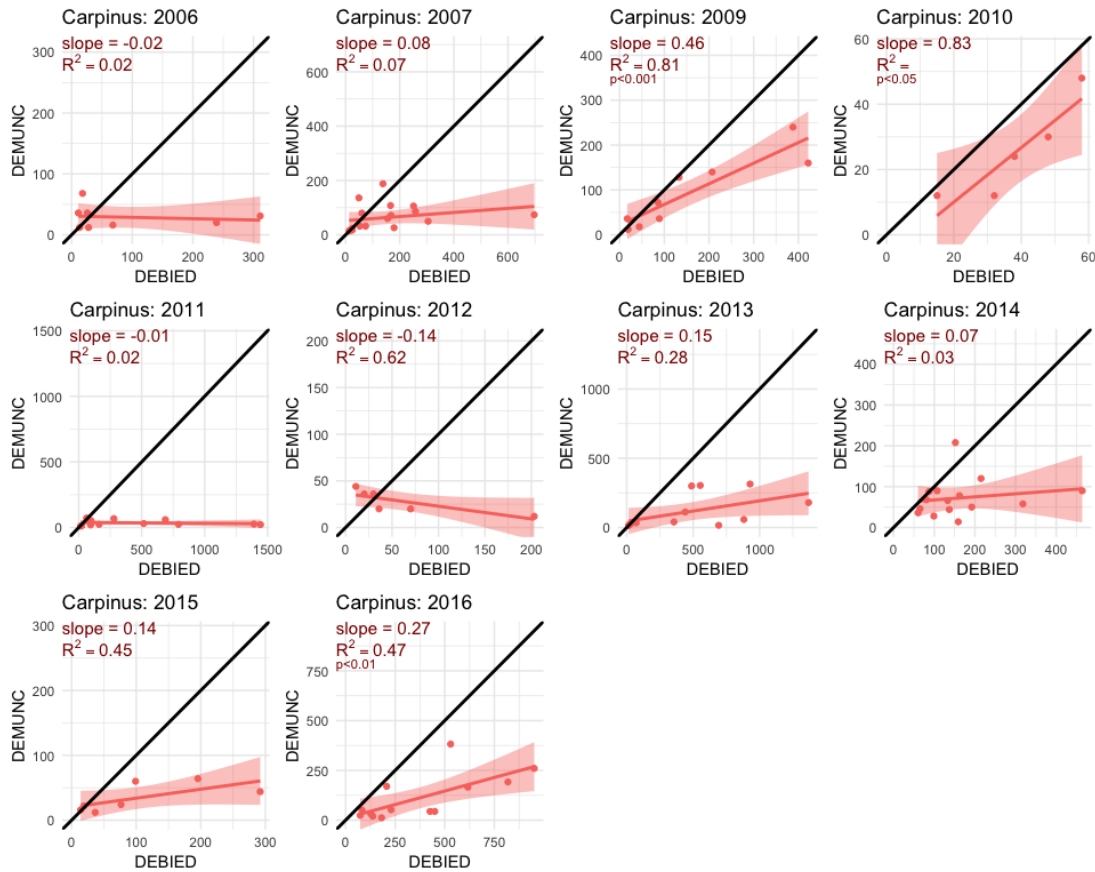 Carpinus: 2006
slope = -0.02
R² = 0.02
300
200
100
0
DEMUNC
0 100 200 300
DEBIED
Carpinus: 2007
slope = 0.08
R² = 0.07
600
400
200
0
DEMUNC
0 200 400 600
DEBIED
Carpinus: 2009
slope = 0.46
R² = 0.81
p<0.001
400
300
200
100
0
DEMUNC
0 100 200 300 400
DEBIED
Carpinus: 2010
slope = 0.83
R² =
p<0.05
60
40
20
0
DEMUNC
0 20 40 60
DEBIED
Carpinus: 2011
slope = -0.01
R² = 0.02
1500
1000
500
0
DEMUNC
0 500 1000 1500
DEBIED
Carpinus: 2012
slope = -0.14
R² = 0.62
200
150
100
50
0
DEMUNC
0 50 100 150 200
DEBIED
Carpinus: 2013
slope = 0.15
R² = 0.28
1000
500
0
DEMUNC
0 500 1000
DEBIED
Carpinus: 2014
slope = 0.07
R² = 0.03
400
300
200
100
0
DEMUNC
0 100 200 300 400
DEBIED
Carpinus: 2015
slope = 0.14
R² = 0.45
300
200
100
0
DEMUNC
0 100 200 300
DEBIED
Carpinus: 2016
slope = 0.27
R² = 0.47
p<0.01
750
500
250
0
DEMUNC
0 250 500 750
DEBIED